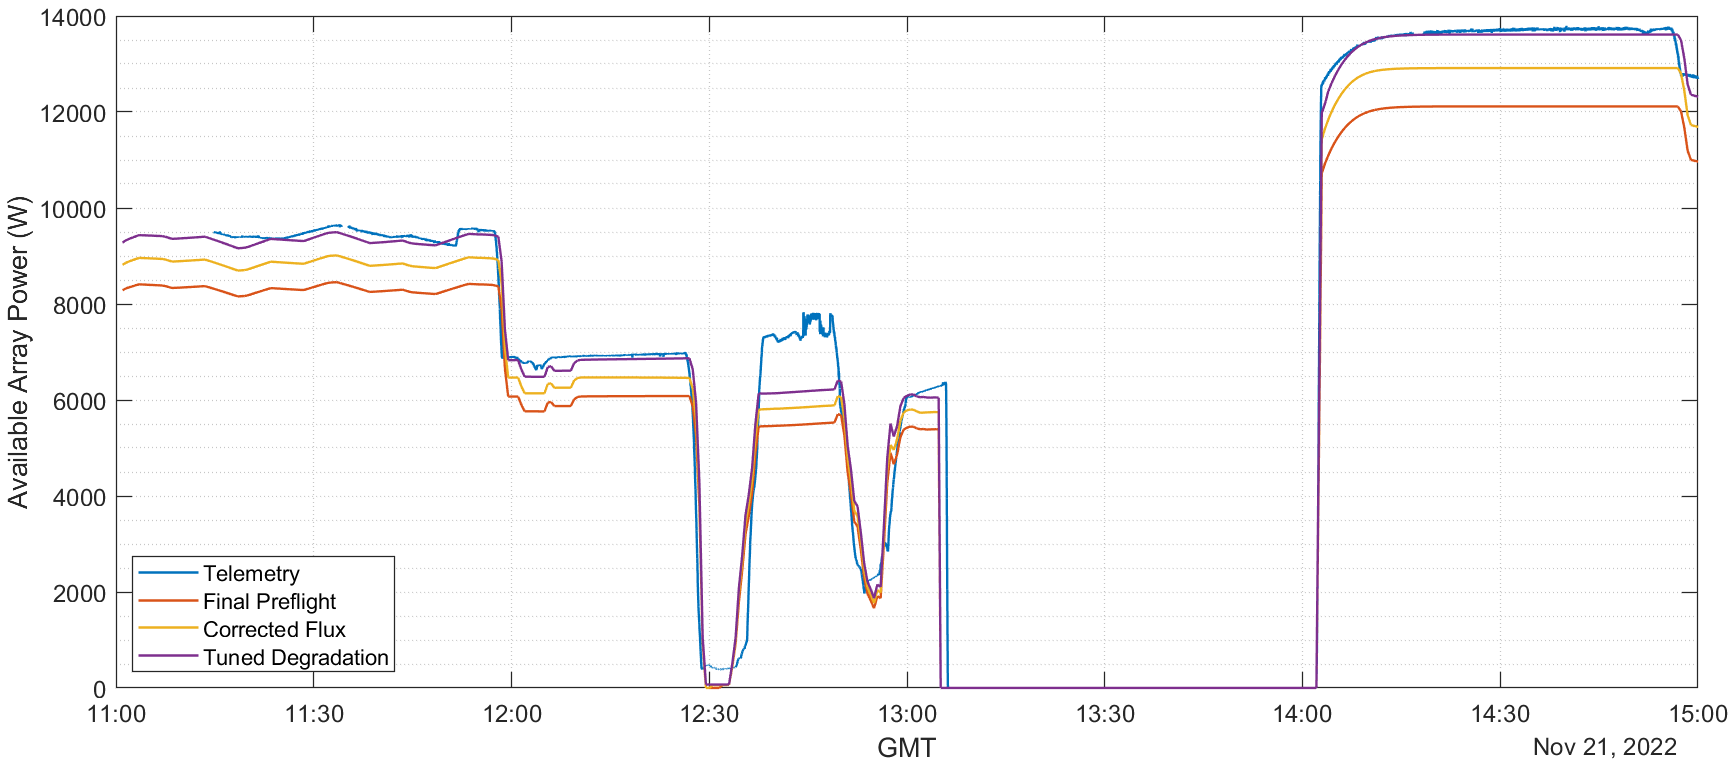 14000
12000
10000
8000
6000
4000
2000
0
Available Array Power (W)
Telemetry
Final Preflight
Corrected Flux
Tuned Degradation
11:00 11:30 12:00 12:30 13:00 13:30 14:00 14:30 15:00
GMT
Nov 21, 2022